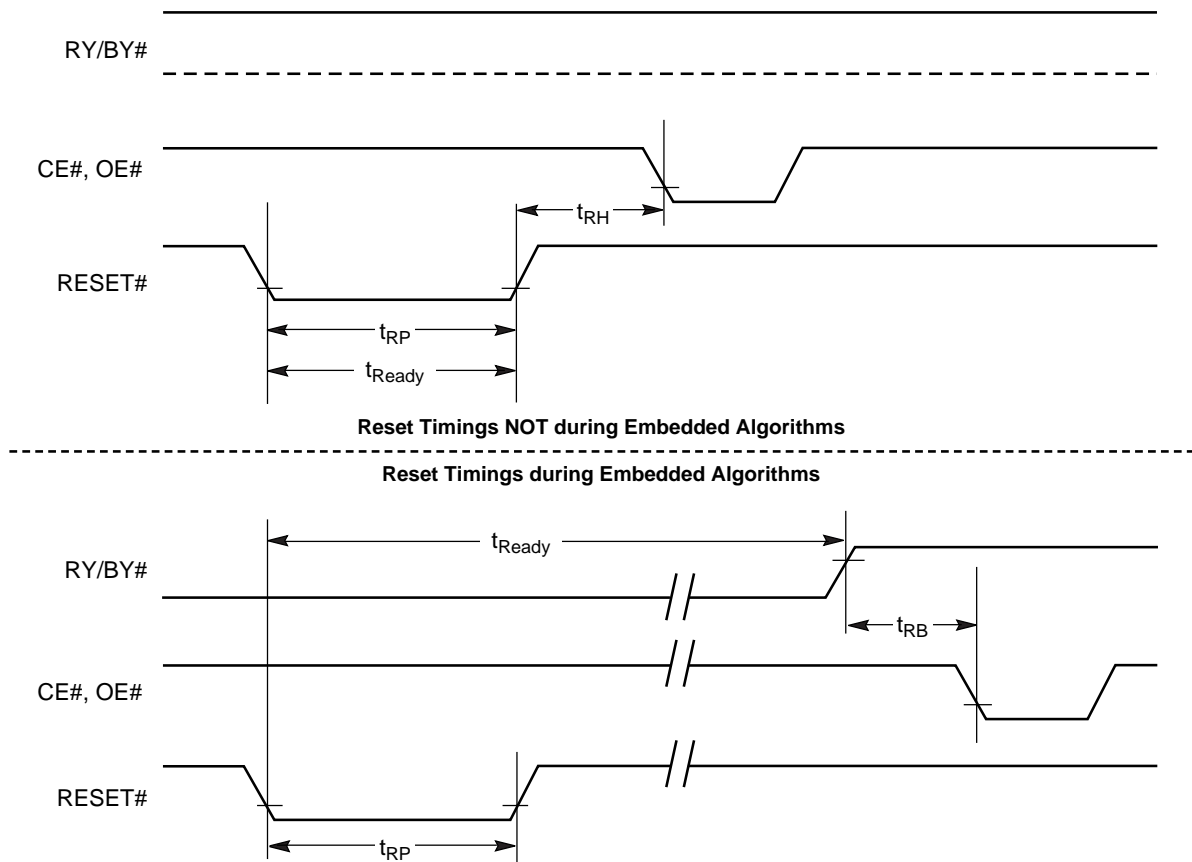 RY/BY#
CE#, OE#
tRH
RESET#
tRP
tReady
Reset Timings NOT during Embedded Algorithms
Reset Timings during Embedded Algorithms
tReady
RY/BY#
tRB
CE#, OE#
RESET#
tRP